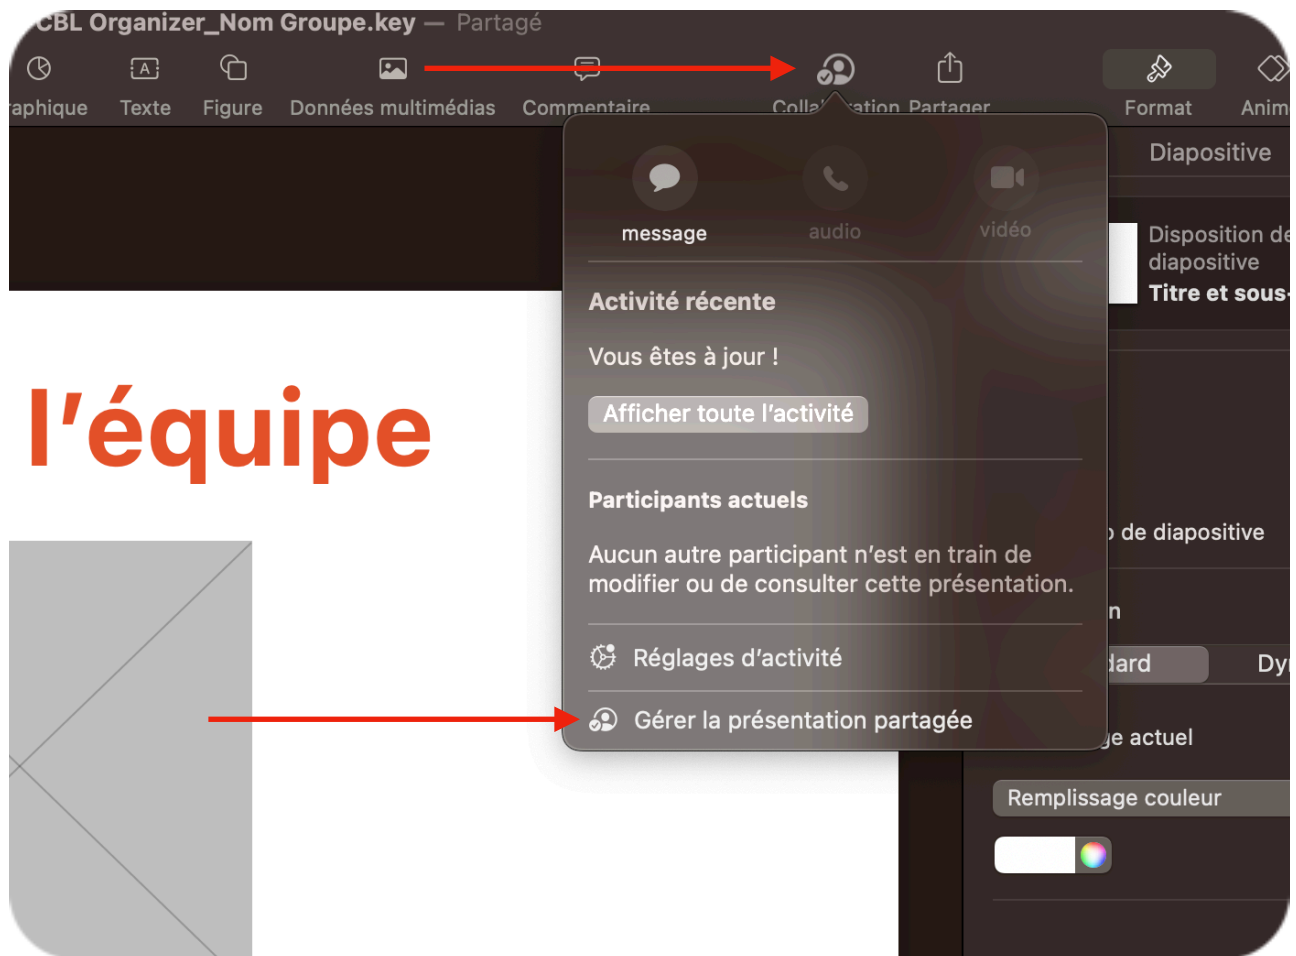 CBL Organizer_Nom Groupe.key — Partagé
aphique Texte Figure Données multimédias Commentaire Partager Format Anim
Diapositive
message audio vidéo
Disposition de
diapositive
Titre et sous-
Activité récente
Vous êtes à jour !
Afficher toute l'activité
l'équipe
Participants actuels
de diapositive
Aucun autre participant n'est en train de
modifier ou de consulter cette présentation.
n
Réglages d'activité
dard Dy
Gérer la présentation partagée
ge actuel
Remplissage couleur